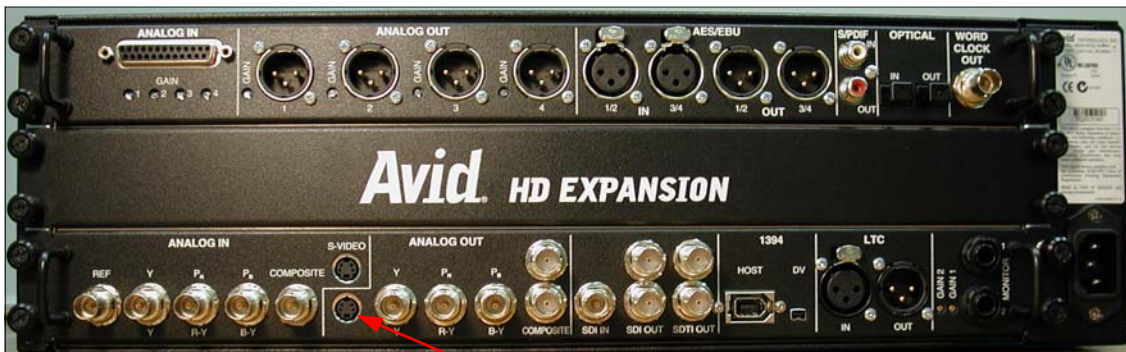 ANALOG IN
ANALOG OUT
AES/EBU
S/PDIF
OPTICAL
WORD CLOCK OUT
GAIN
1 2 3 4
GAIN
GAIN
GAIN
GAIN
1
2
3
4
1/2
3/4
IN
1/2
3/4
OUT
IN
OUT
IN
OUT
Avid
Avid HD EXPANSION
ANALOG IN
S-VIDEO
ANALOG OUT
1394
LTC
REF
Y
PR
PB
COMPOSITE
Y
PR
PB
HOST
DV
GAIN 2
GAIN 1
MONITOR
1
2
Y
R-Y
B-Y
Y
R-Y
B-Y
COMPOSITE
SDI IN
SDI OUT
SDTI OUT
IN
OUT